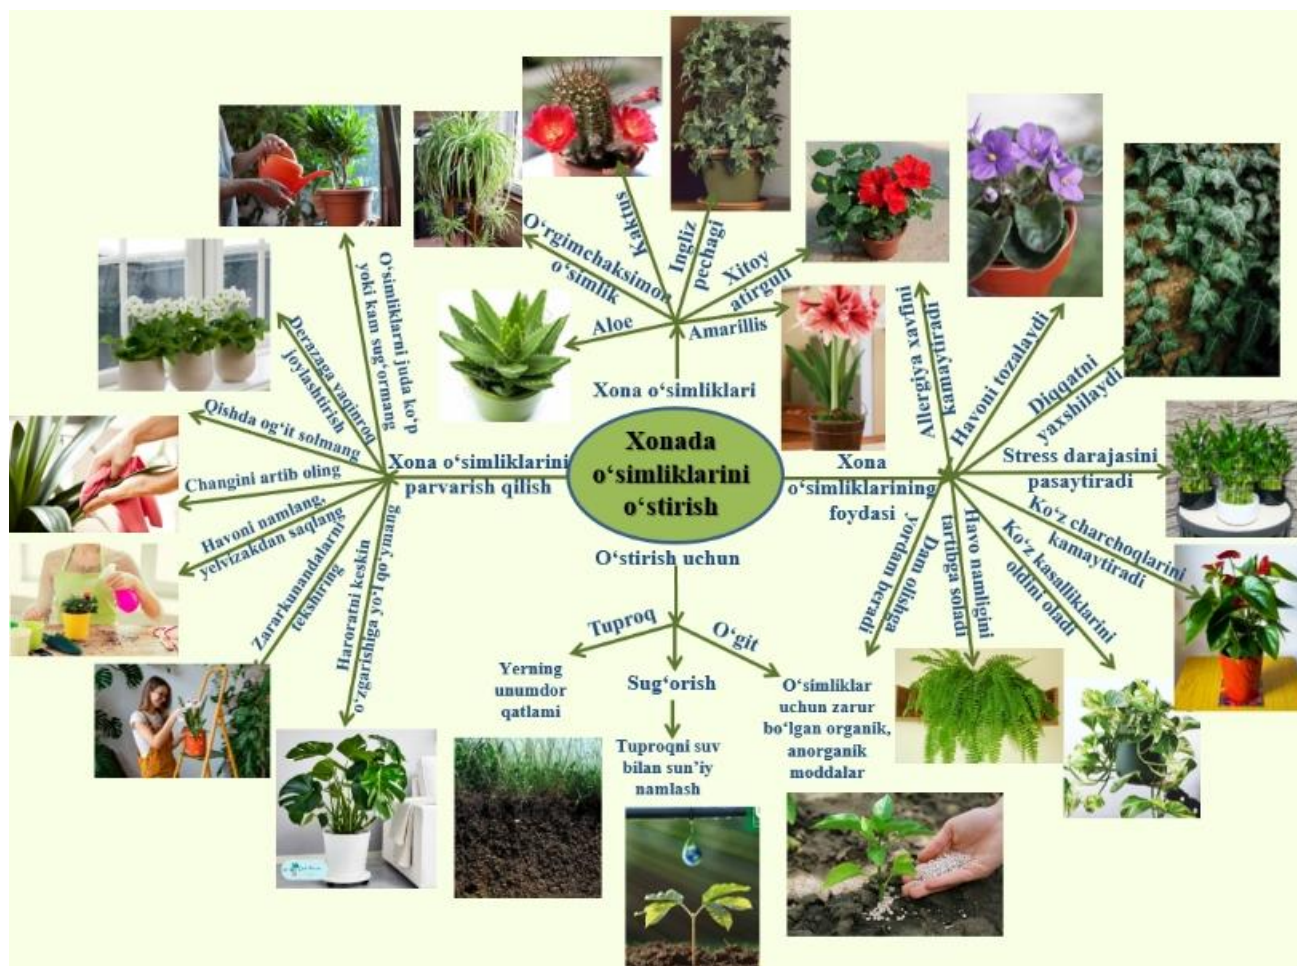 Kaktus
Ingliz
pechagi
O‘rgimchaksimon
o‘simlik
Xitoy
atirguli
Aloe
Amarillis
Xona o‘simliklari
O‘simliklarni juda ko‘p
yoki kam sug‘ormang
Derazaga yaqinroq
joylashtirish
Qishda og‘it solmang
Changini artib oling
Havoni namlang,
yelvizakdan saqlang
Zararkunandalarni
tekshiring
Haroratni keskin
o‘zgarishiga yo‘l qo‘ymang
Xona o‘simliklarini
parvarish qilish
Xonada
o‘simliklarini
o‘stirish
Xona
o‘simliklarining
foydasi
Allergiya xavfini
kamaytiradi
Havoni tozalaydi
Diqqatni
yaxshilaydi
Stress darajasini
pasaytiradi
Ko‘z charchoqlarini
kamaytiradi
Ko‘z kasalliklarini
oldini oladi
Havo namligini
tartibga soladi
Dam olishga
yordam beradi
O‘stirish uchun
Tuproq
O‘git
Yerning
unumdor
qatlami
Sug‘orish
Tuproqni suv
bilan sun’iy
namlash
O‘simliklar
uchun zarur
bo‘lgan organik,
anorganik
moddalar